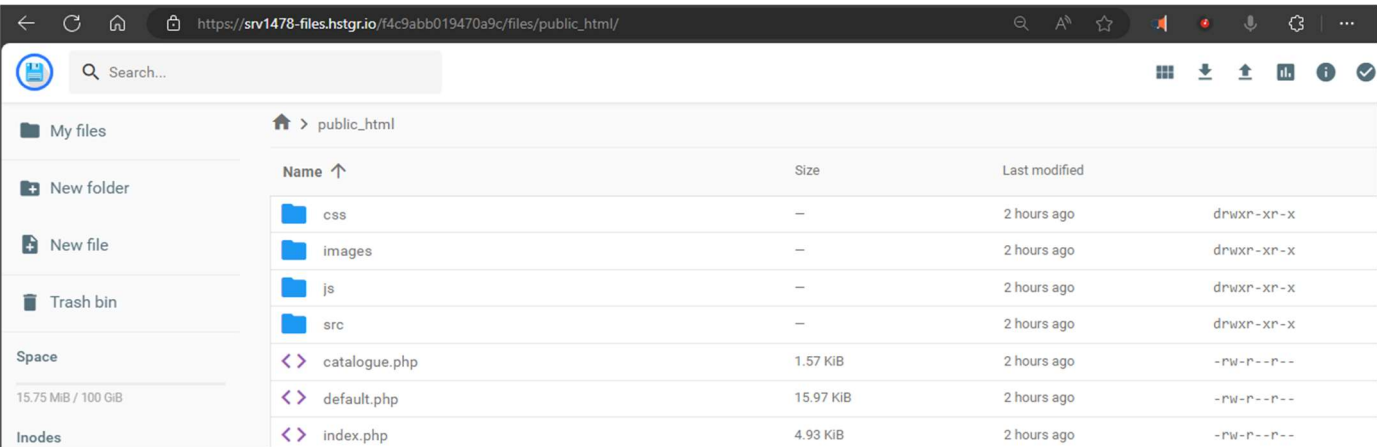 https://srv1478-files.hstgr.io/f4c9abb019470a9c/files/public_html/
Search...
My files
New folder
New file
Trash bin
Space
15.75 MiB / 100 GiB
Inodes
public_html
Name Size Last modified
css — 2 hours ago drwxr-xr-x
images — 2 hours ago drwxr-xr-x
js — 2 hours ago drwxr-xr-x
src — 2 hours ago drwxr-xr-x
catalogue.php 1.57 KiB 2 hours ago -rw-r--r--
default.php 15.97 KiB 2 hours ago -rw-r--r--
index.php 4.93 KiB 2 hours ago -rw-r--r--